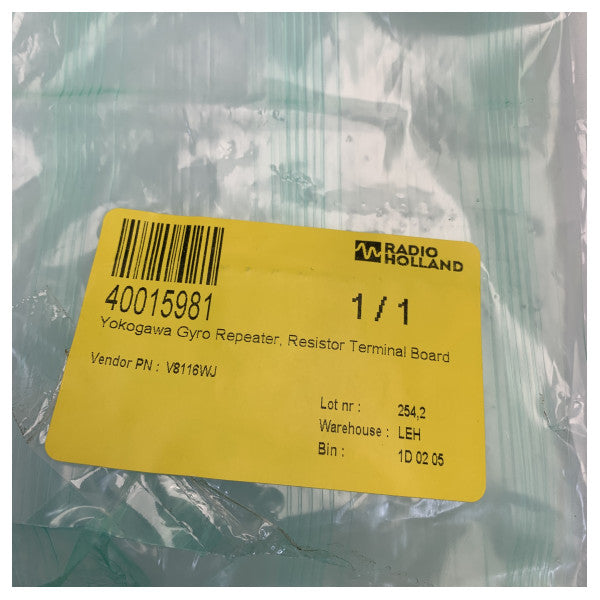 RADIO
HOLLAND
40015981
1 / 1
Yokogawa Gyro Repeater, Resistor Terminal Board
Vendor PN : V8116WJ
Lot nr : 254,2
Warehouse : LEH
Bin : 1D 02 05